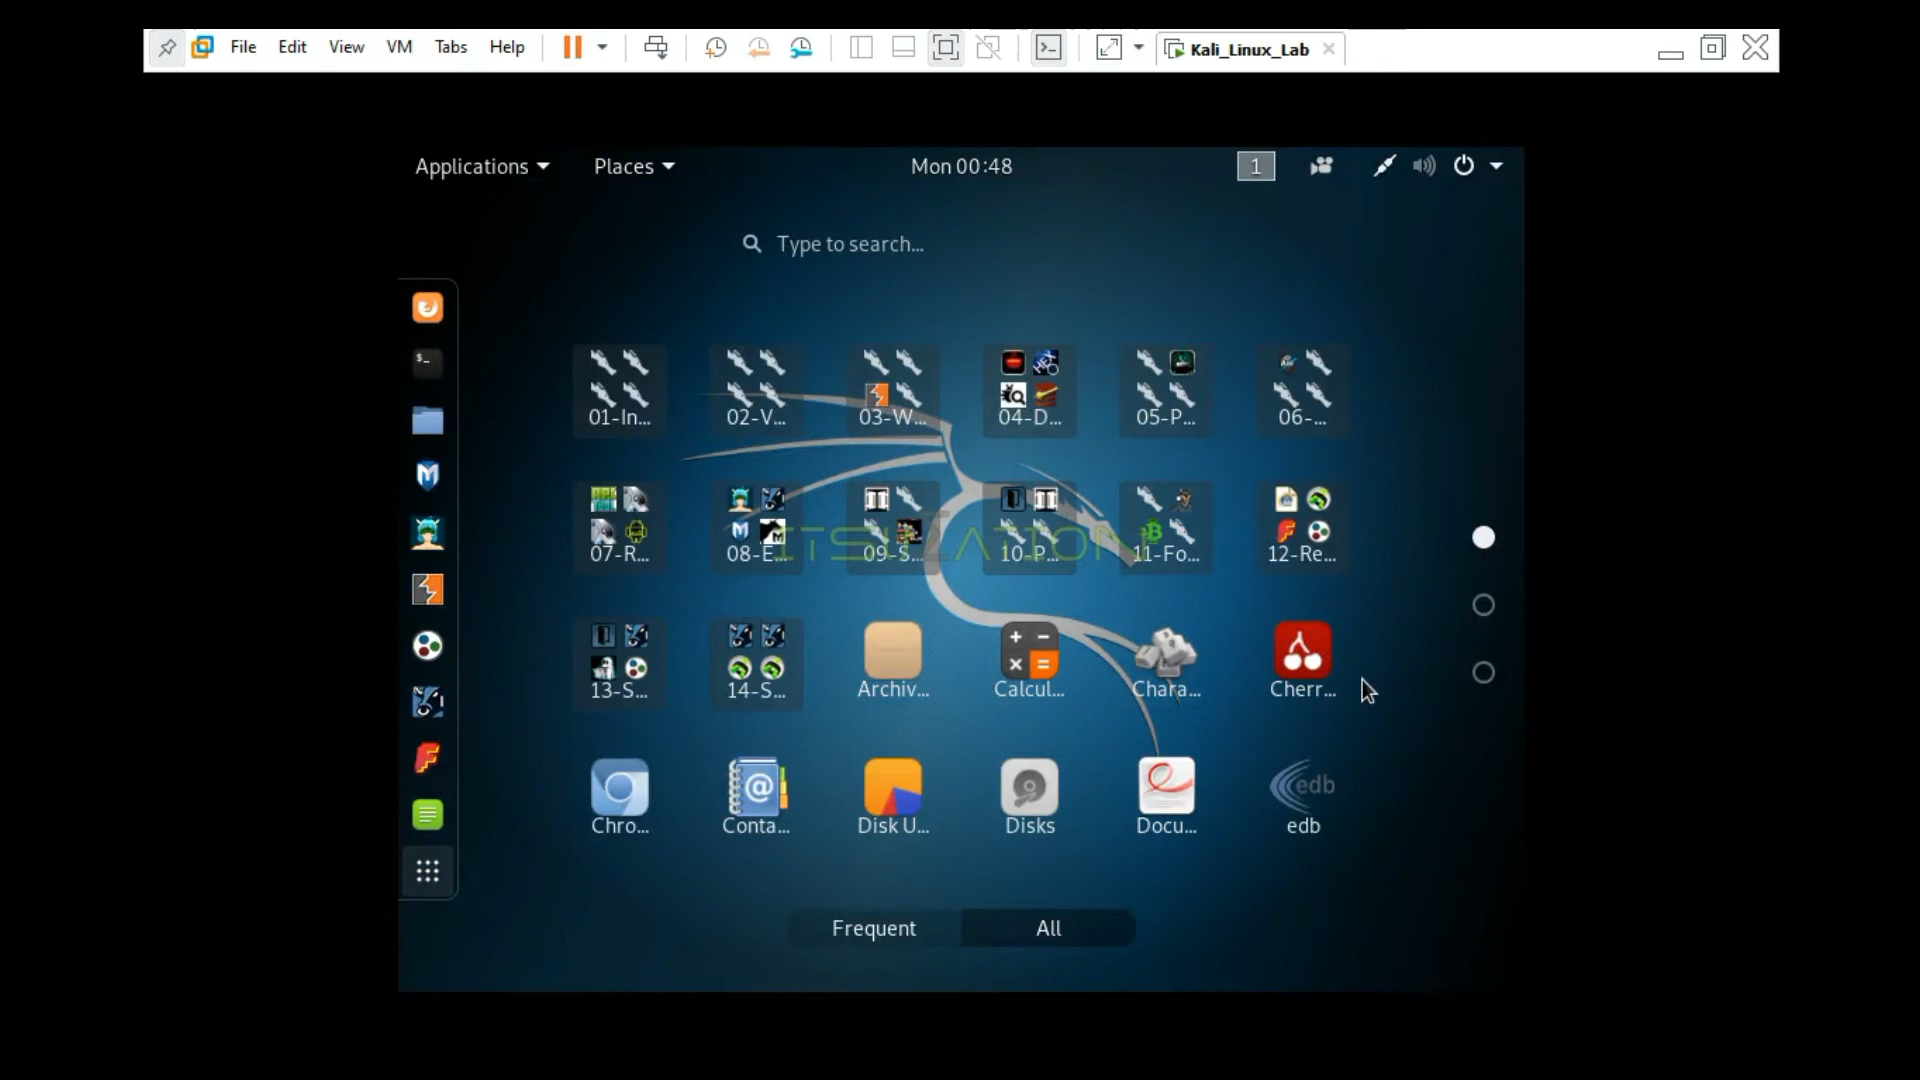 File Edit View VM Tabs Help Kali_Linux_Lab
Applications Places Mon 00:48 1
Type to search...
$_
01-In... 02-V... 03-W... 04-D... 05-P... 06-...
07-R... 08-E... 09-S... 10-P... 11-Fo... 12-Re...
ITSIZATION
13-S... 14-S... Archiv... Calcul... Chara... Cherr...
edb
Chro... Conta... Disk U... Disks Docu... edb
Frequent All